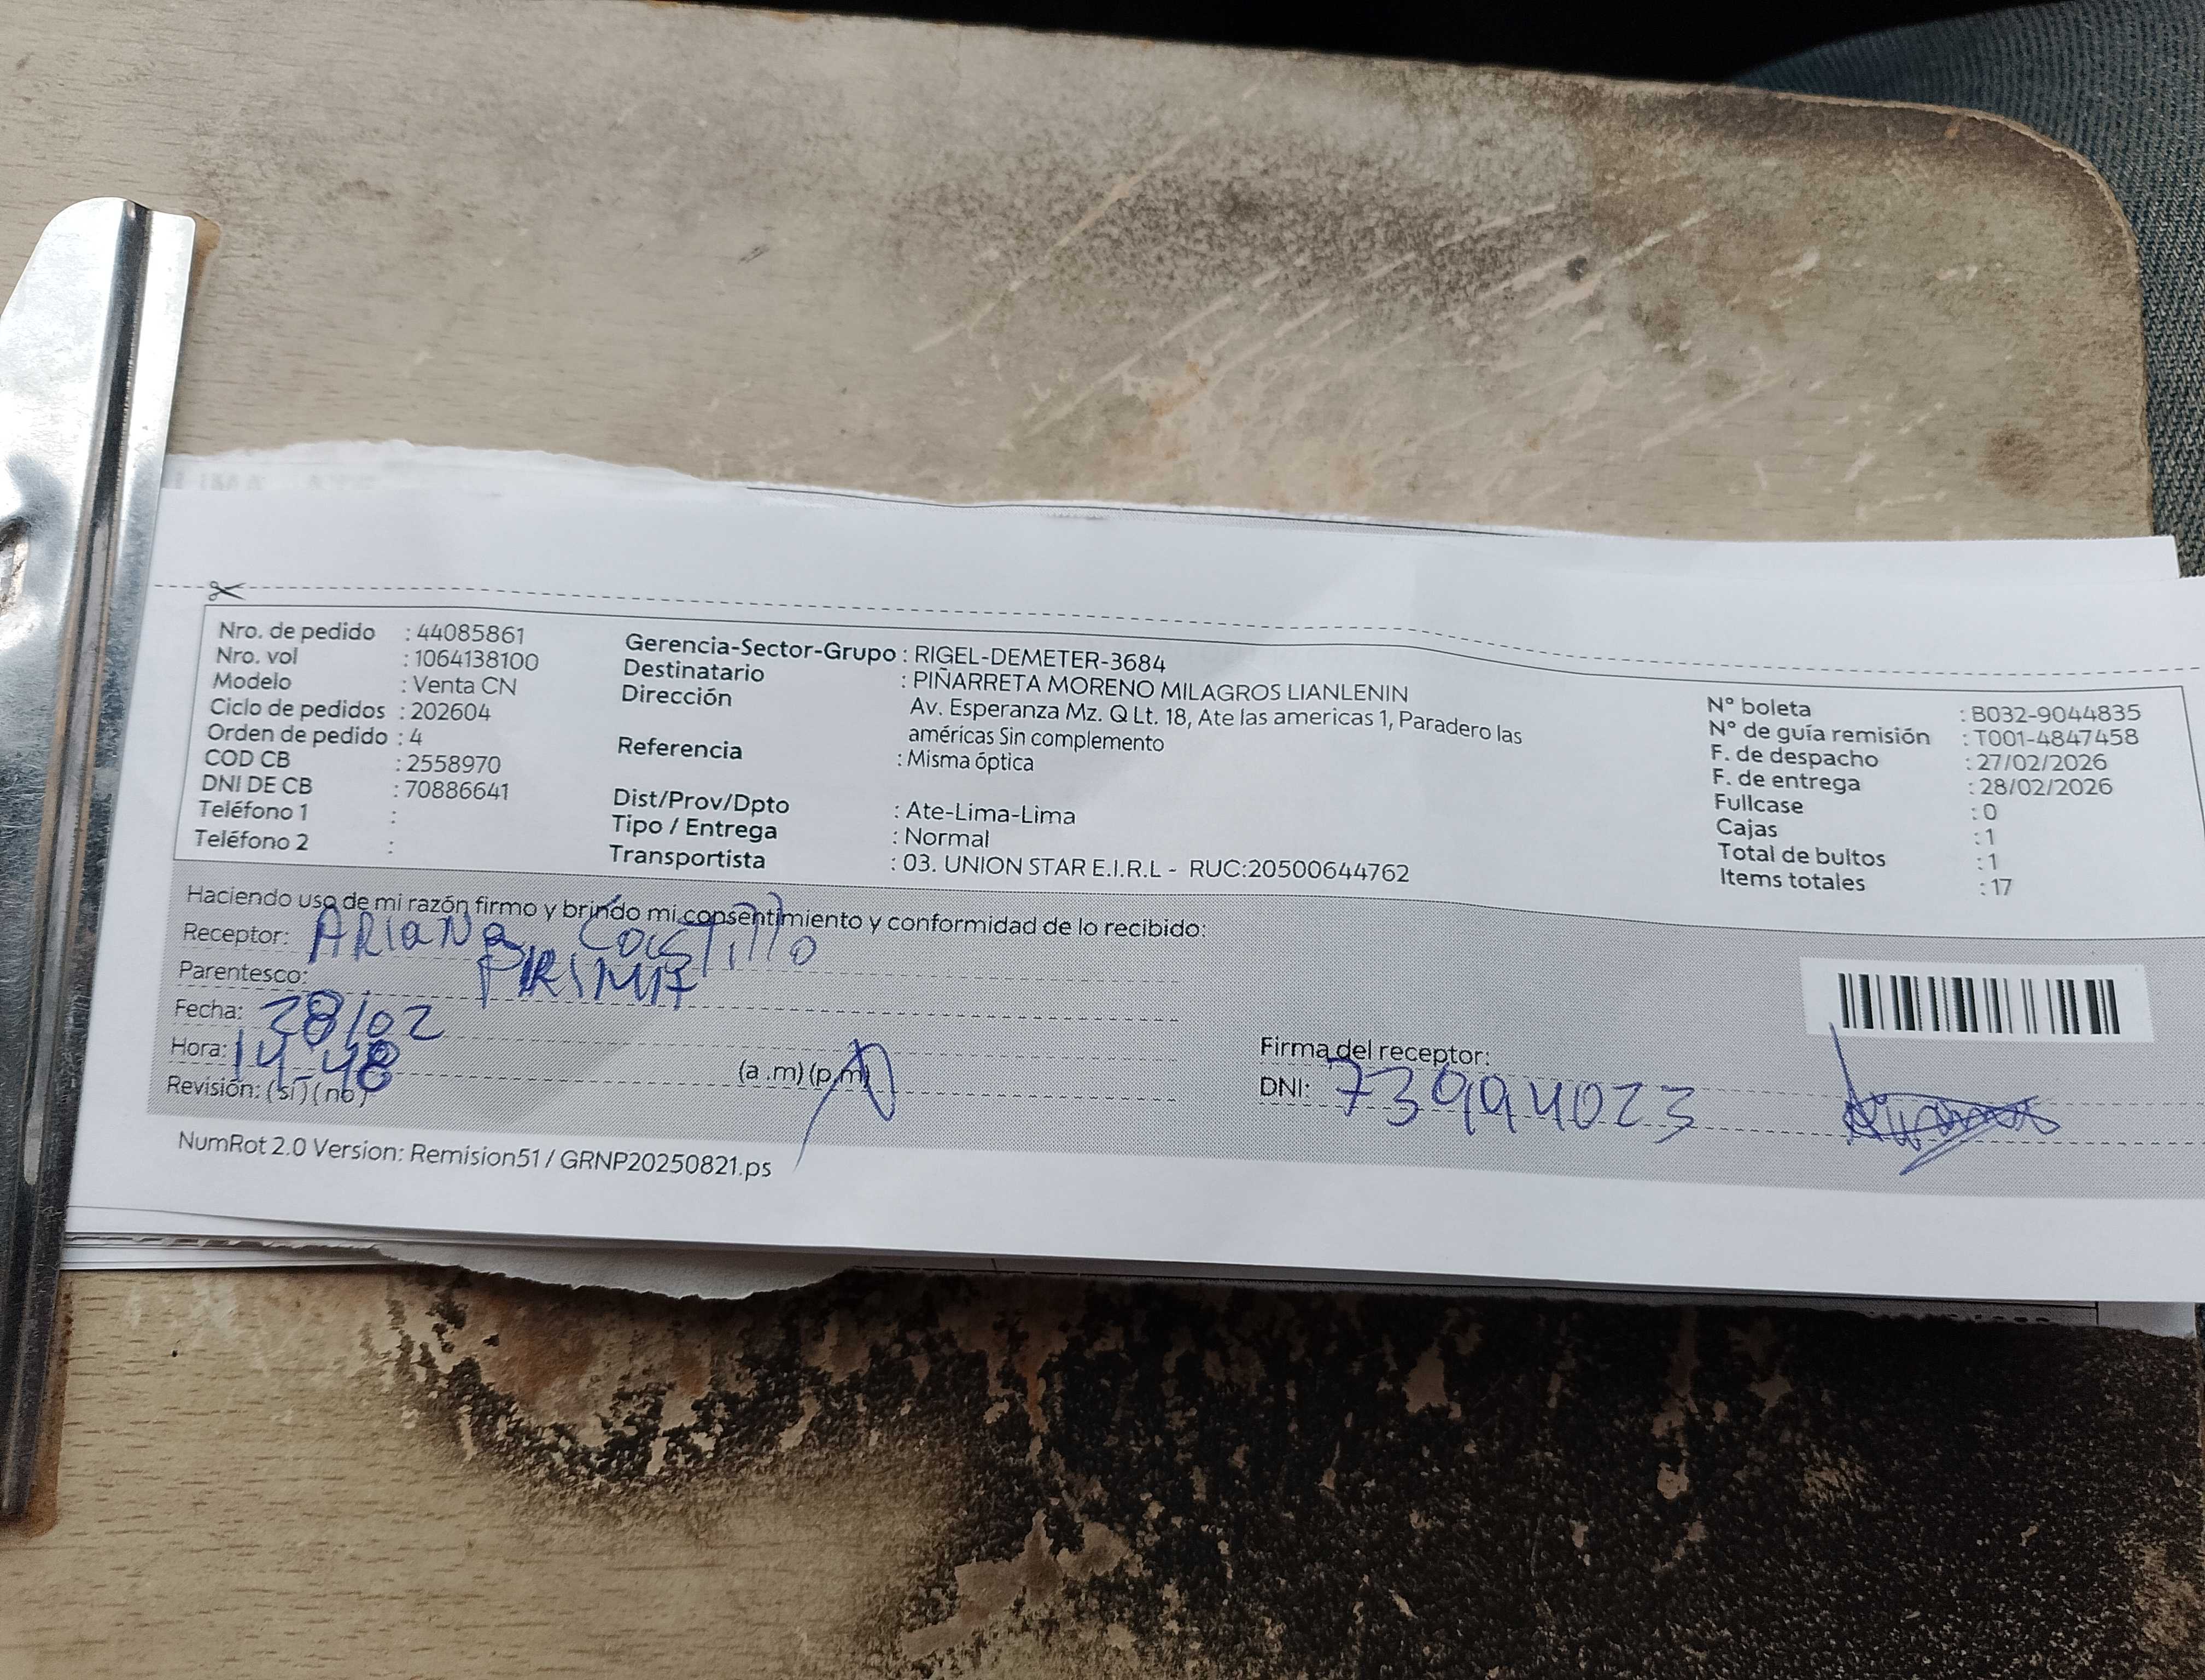 Nro. de pedido : 44085861
Nro. vol : 1064138100
Modelo : Venta CN
Ciclo de pedidos : 202604
Orden de pedido : 4
COD CB : 2558970
DNI DE CB : 70886641
Teléfono 1 :
Teléfono 2 :
Gerencia-Sector-Grupo : RIGEL-DEMETER-3684
Destinatario : PIÑARRETA MORENO MILAGROS LIANLENIN
Dirección Av. Esperanza Mz. Q Lt. 18, Ate las americas 1, Paradero las
américas Sin complemento
Referencia : Misma óptica
Dist/Prov/Dpto : Ate-Lima-Lima
Tipo / Entrega : Normal
Transportista : 03. UNION STAR E.I.R.L - RUC:20500644762
N° boleta : B032-9044835
N° de guía remisión : T001-4847458
F. de despacho : 27/02/2026
F. de entrega : 28/02/2026
Fullcase : 0
Cajas : 1
Total de bultos : 1
Items totales : 17
Haciendo uso de mi razón firmo y brindo mi consentimiento y conformidad de lo recibido:
Receptor: ARIANA Castillo
Parentesco: PRIMA
Fecha: 28/02
Hora: 14-48 (a .m) (p.m)
Revisión: (sí) (no)
Firma del receptor:
DNI: 73994023
NumRot 2.0 Version: Remision51 / GRNP20250821.ps